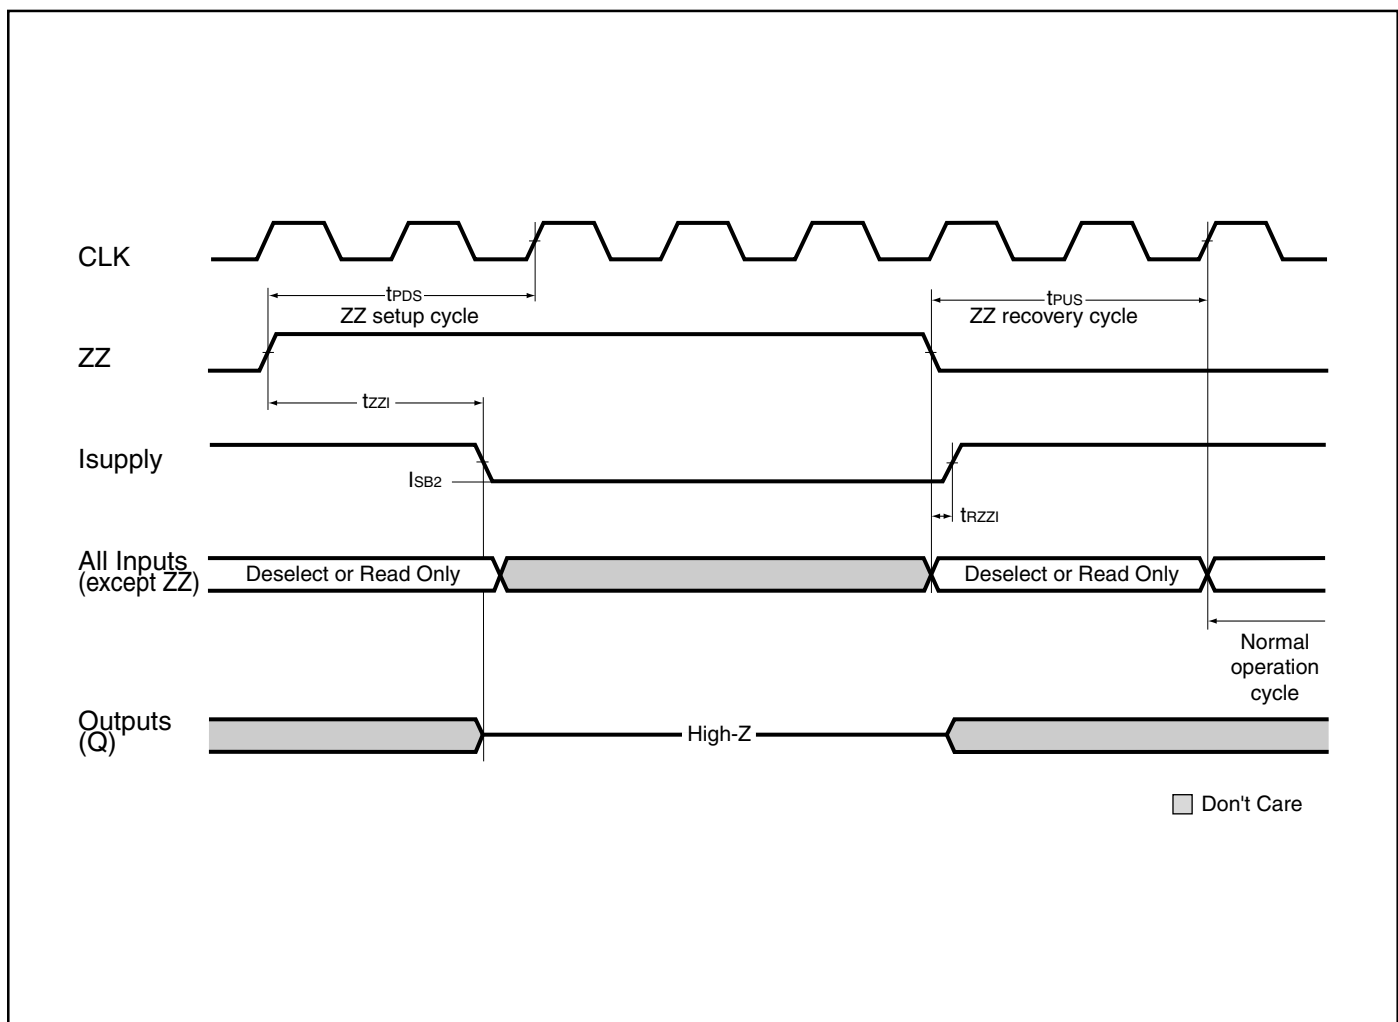 CLK
tPDS
ZZ setup cycle
tPUS
ZZ recovery cycle
ZZ
tZZI
Isupply
ISB2
tRZZI
All Inputs
(except ZZ)
Deselect or Read Only
Deselect or Read Only
Normal
operation
cycle
Outputs
(Q)
High-Z
Don't Care